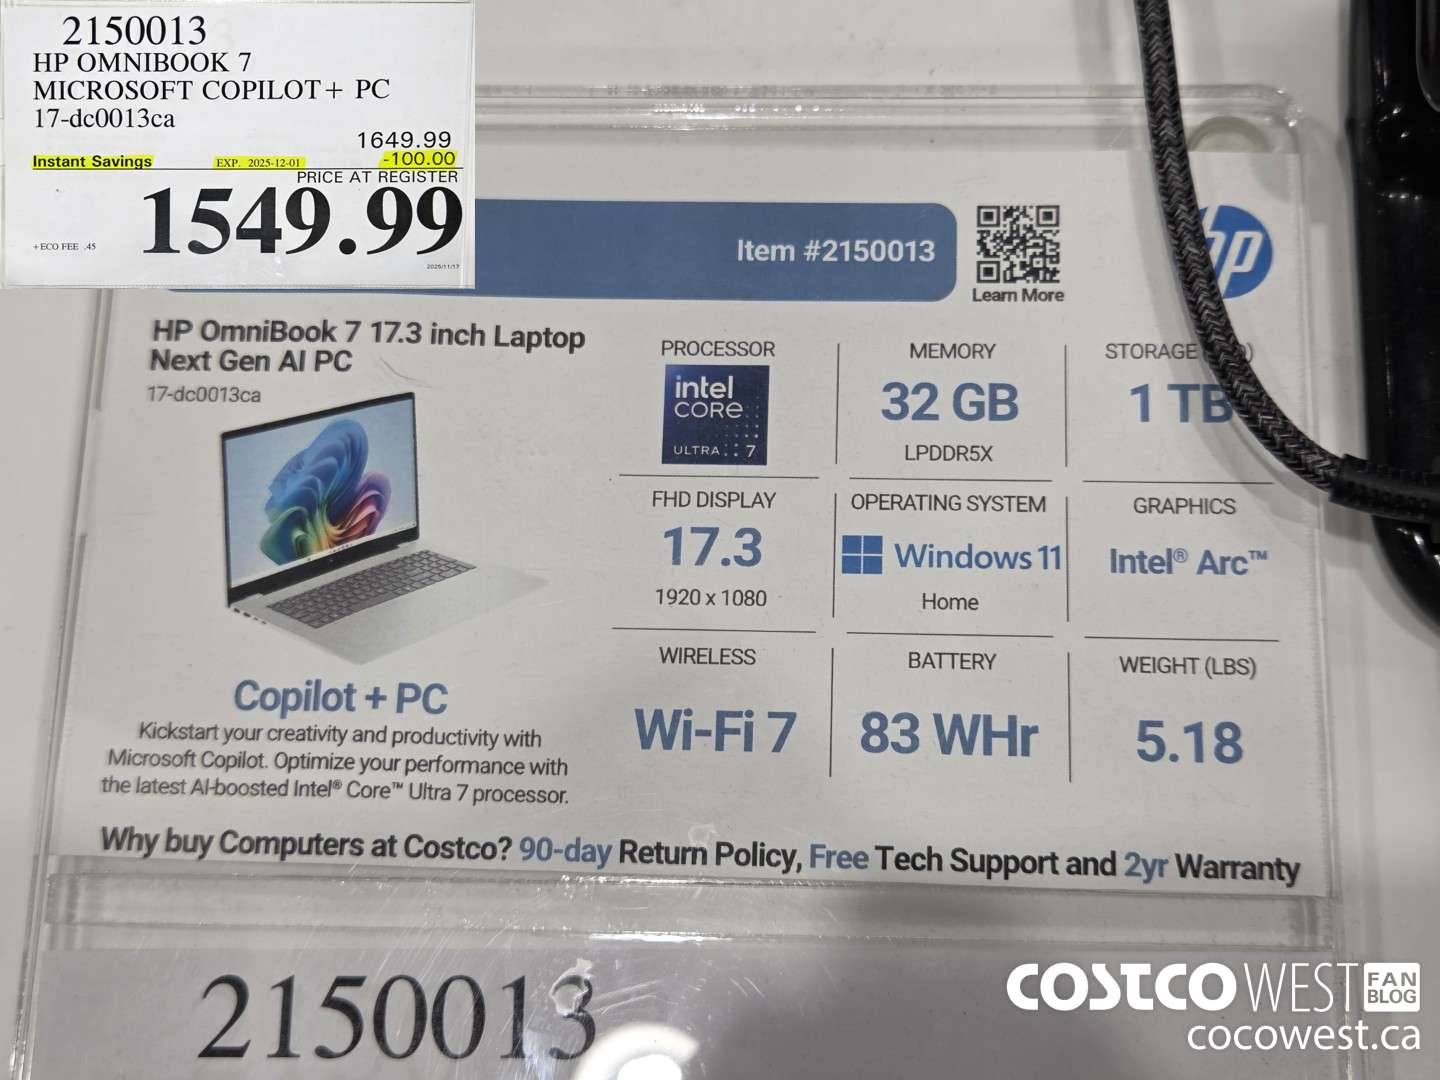 2150013
HP OMNIBOOK 7
MICROSOFT COPILOT+ PC
17-dc0013ca
1649.99
Instant Savings EXP. 2025-12-01 -100.00
PRICE AT REGISTER
1549.99
+ECO FEE .45
2025/11/17
Item #2150013
Learn More
hp
HP OmniBook 7 17.3 inch Laptop
Next Gen AI PC
17-dc0013ca
Copilot + PC
Kickstart your creativity and productivity with
Microsoft Copilot. Optimize your performance with
the latest AI-boosted Intel® Core™ Ultra 7 processor.
PROCESSOR
intel
CORE
ULTRA 7
MEMORY
32 GB
LPDDR5X
STORAGE
1 TB
FHD DISPLAY
17.3
1920 x 1080
OPERATING SYSTEM
Windows 11
Home
GRAPHICS
Intel® Arc™
WIRELESS
Wi-Fi 7
BATTERY
83 WHr
WEIGHT (LBS)
5.18
Why buy Computers at Costco? 90-day Return Policy, Free Tech Support and 2yr Warranty
2150013
COSTCO WEST FAN BLOG
cocowest.ca